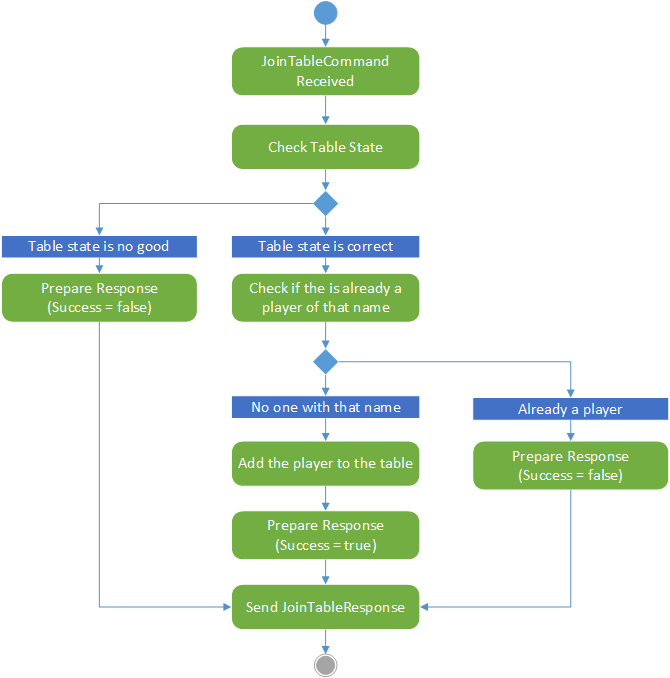 JoinTableCommand
Received
Check Table State
Table state is no good
Table state is correct
Prepare Response
(Success = false)
Check if the is already a
player of that name
No one with that name
Already a player
Add the player to the table
Prepare Response
(Success = false)
Prepare Response
(Success = true)
Send JoinTableResponse